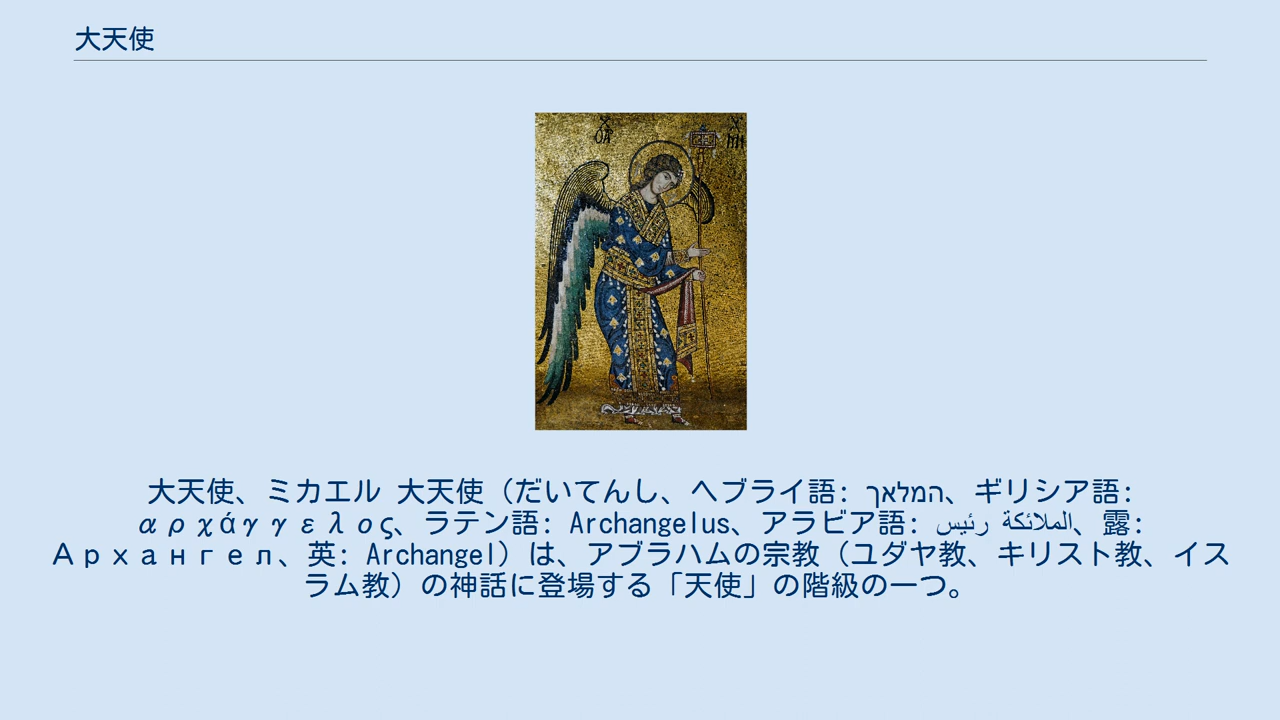 大天使
大天使、ミカエル 大天使（だいてんし、ヘブライ語: המלאך、ギリシア語:
αρχάγγελος、ラテン語: Archangelus、アラビア語: الملائكة رئيس、露:
Архангел、英: Archangel）は、アブラハムの宗教（ユダヤ教、キリスト教、イス
ラム教）の神話に登場する「天使」の階級の一つ。